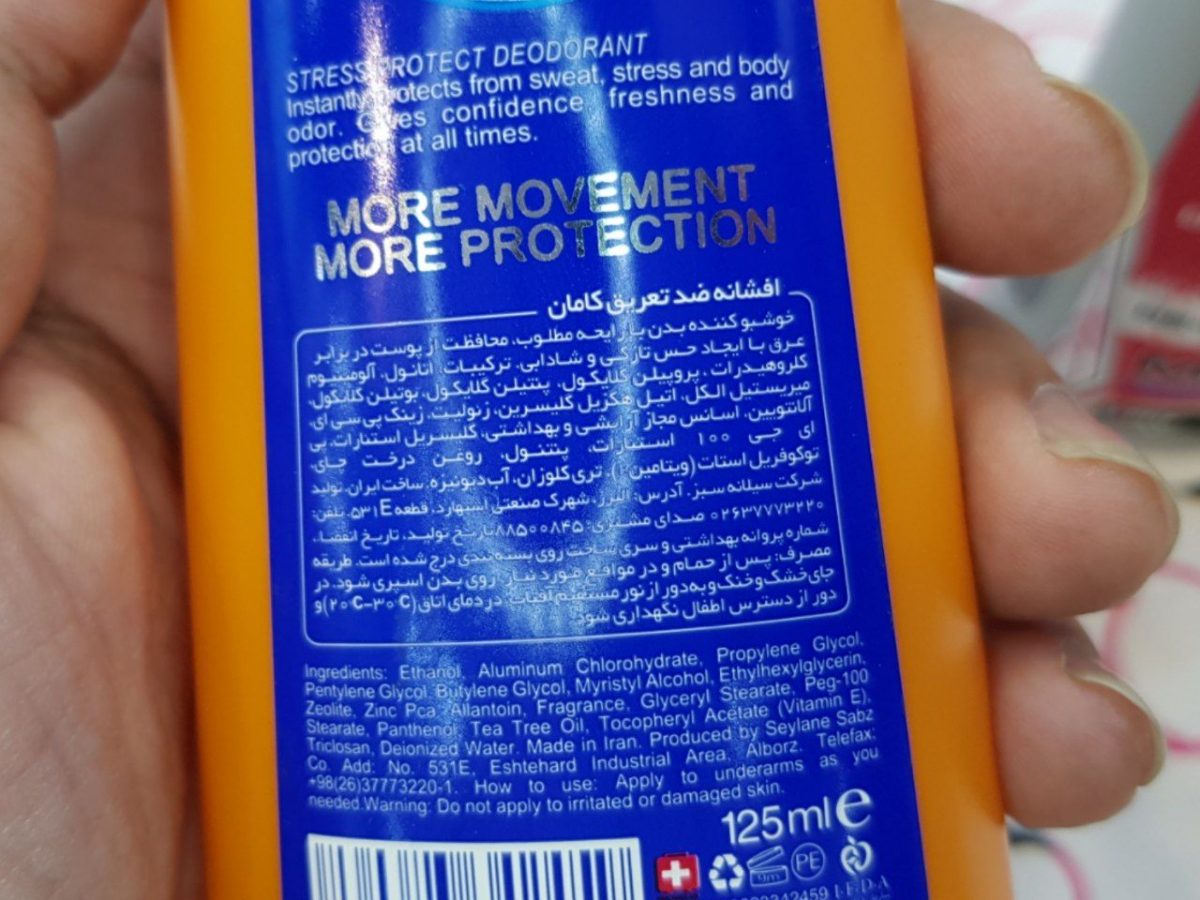 STRESS PROTECT DEODORANT
Instantly protects from sweat, stress and body
odor. Gives confidence, freshness and
protection at all times.
MORE MOVEMENT
MORE PROTECTION
افشانه ضد تعریق کامان
خوشبو کننده بدن با رایحه مطلوب، محافظت از پوست در برابر
عرق با ایجاد حس تازگی و شادابی. ترکیبات: اتانول، آلومینیوم
کلروهیدرات، پروپیلن گلایکول، پنتیلن گلایکول، بوتیلن گلایکول،
میریستیل الکل، اتیل هگزیل گلیسرین، زئولیت، زینک پی سی ای،
آلانتویین، اسانس مجاز آرایشی و بهداشتی، گلیسریل استئارات، پی
ای جی ۱۰۰ استئارات، پنتنول، روغن درخت چای،
توکوفریل استات (ویتامین ای)، تری کلوزان، آب دیونیزه. ساخت ایران. تولید
شرکت سیلانه سبز. آدرس: البرز، شهرک صنعتی اشتهارد، قطعه ۵۳۱E. تلفن:
۰۲۶۳۷۷۷۳۲۲۰ صدای مشتری: ۸۸۵۰۰۸۴۵ تاریخ تولید، تاریخ انقضا،
شماره پروانه بهداشتی و سری ساخت روی بسته‌بندی درج شده است. طریقه
مصرف: پس از حمام و در مواقع مورد نیاز روی بدن اسپری شود. در
جای خشک و خنک و به دور از نور مستقیم آفتاب، در دمای اتاق (۲۰°C-۳۰°C) و
دور از دسترس اطفال نگهداری شود.
Ingredients: Ethanol, Aluminum Chlorohydrate, Propylene Glycol,
Pentylene Glycol, Butylene Glycol, Myristyl Alcohol, Ethylhexylglycerin,
Zeolite, Zinc Pca, Allantoin, Fragrance, Glyceryl Stearate, Peg-100
Stearate, Panthenol, Tea Tree Oil, Tocopheryl Acetate (Vitamin E),
Triclosan, Deionized Water. Made in Iran. Produced by Seylane Sabz
Co. Add: No. 531E, Eshtehard Industrial Area, Alborz. Telefax:
+98(26)37773220-1. How to use: Apply to underarms as you
needed.Warning: Do not apply to irritated or damaged skin.
125ml e
9m PE
I.F.D.A